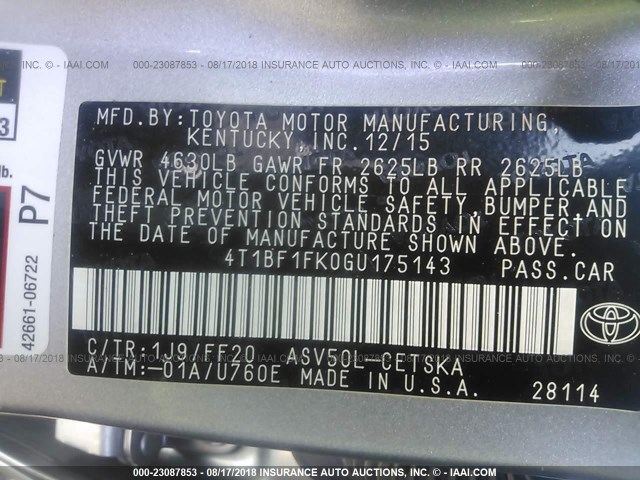 000-23087853 - 08/17/2018 INSURANCE AUTO AUCTIONS, INC. - IAAI.COM
MFD.BY:TOYOTA MOTOR MANUFACTURING,
KENTUCKY, INC.12/15
GVWR 4630LB GAWR FR 2625LB RR 2625LB
THIS VEHICLE CONFORMS TO ALL APPLICABLE
FEDERAL MOTOR VEHICLE SAFETY,BUMPER,AND
THEFT PREVENTION STANDARDS IN EFFECT ON
THE DATE OF MANUFACTURE SHOWN ABOVE.
4T1BF1FK0GU175143 PASS.CAR
C/TR:1J9/FF20 ASV50L-CETSKA
A/TM:-01A/U760E MADE IN U.S.A. 28114
TOYOTA
3
lb.
P7
42661-06722
000-23087853 - 08/17/2018 - INSURANCE AUTO AUCTIONS, INC. - IAAI.COM